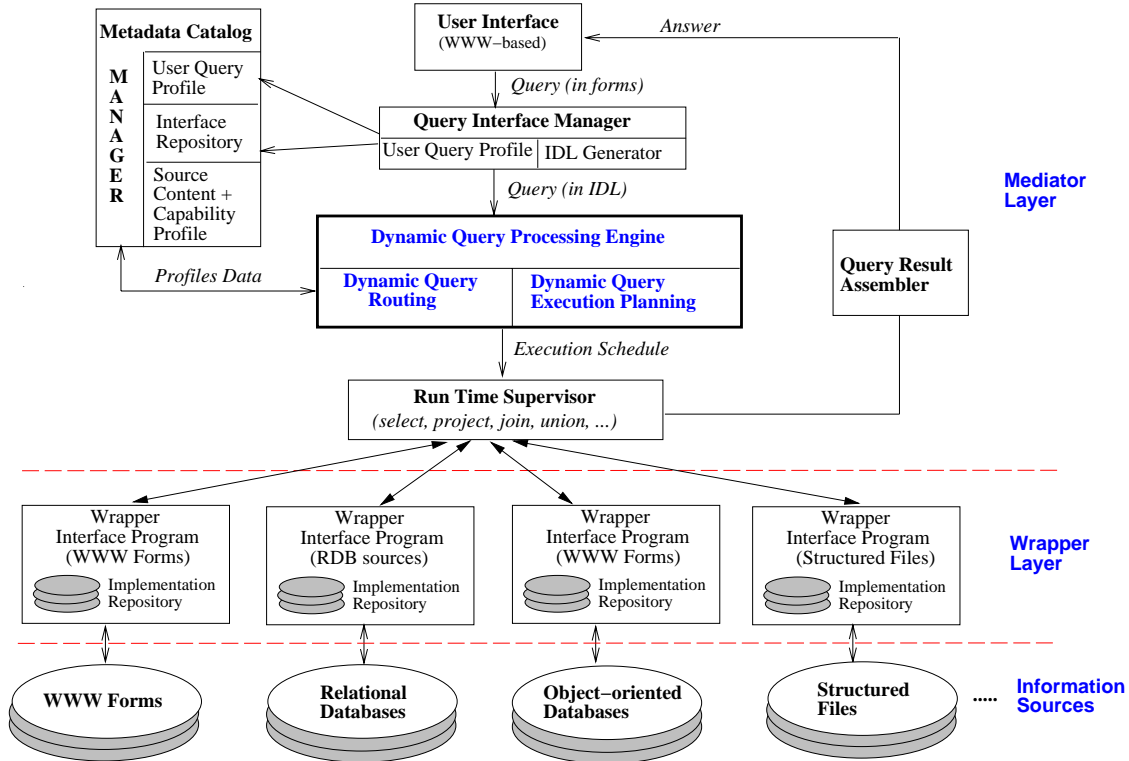 Metadata Catalog
MANAGER
User Query
Profile
Interface
Repository
Source
Content +
Capability
Profile
User Interface
(WWW−based)
Answer
Query (in forms)
Query Interface Manager
User Query Profile
IDL Generator
Query (in IDL)
Mediator
Layer
Dynamic Query Processing Engine
Dynamic Query
Routing
Dynamic Query
Execution Planning
Profiles Data
Query Result
Assembler
Execution Schedule
Run Time Supervisor
(select, project, join, union, ...)
Wrapper
Interface Program
(WWW Forms)
Implementation
Repository
Wrapper
Interface Program
(RDB sources)
Implementation
Repository
Wrapper
Interface Program
(WWW Forms)
Implementation
Repository
Wrapper
Interface Program
(Structured Files)
Implementation
Repository
Wrapper
Layer
WWW Forms
Relational
Databases
Object−oriented
Databases
Structured
Files
.....
Information
Sources